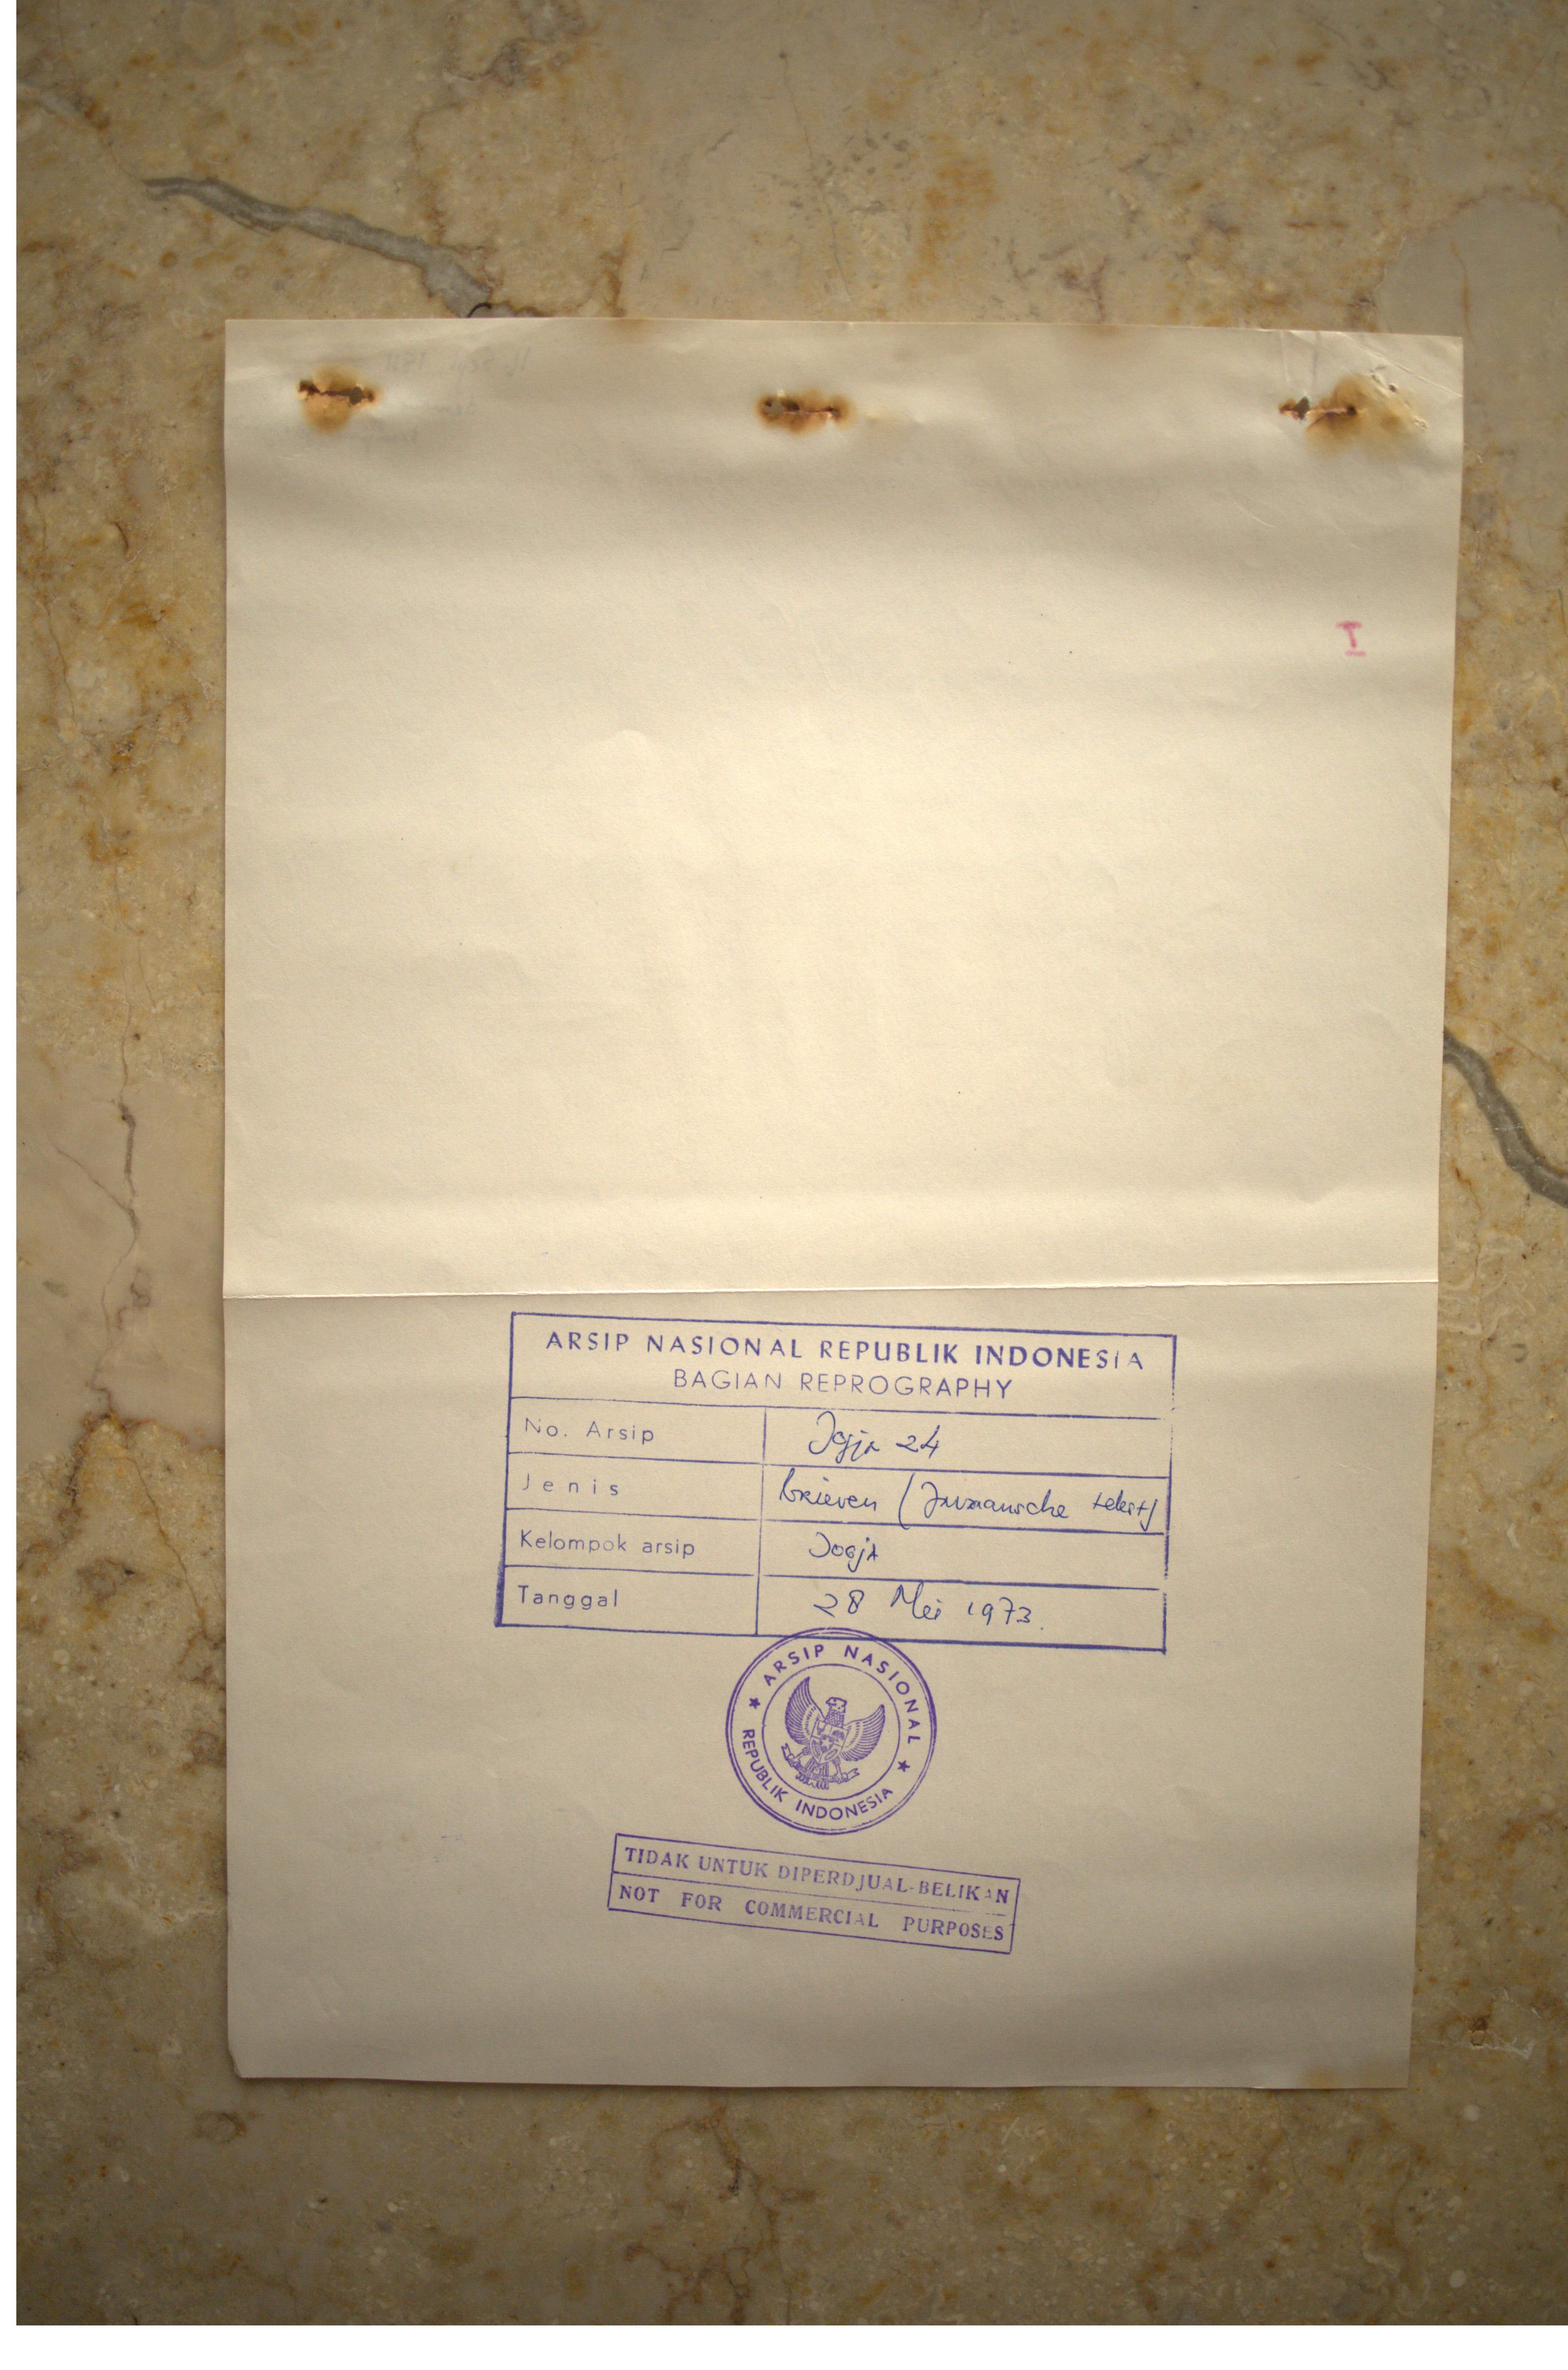 I
ARSIP NASIONAL REPUBLIK INDONESIA
BAGIAN REPROGRAPHY
No. Arsip Jogja 24
Jenis brieven (Javaansche tekst)
Kelompok arsip Jogja
Tanggal 28 Mei 1973.
ARSIP NASIONAL
REPUBLIK INDONESIA
TIDAK UNTUK DIPERDJUAL-BELIKAN
NOT FOR COMMERCIAL PURPOSES